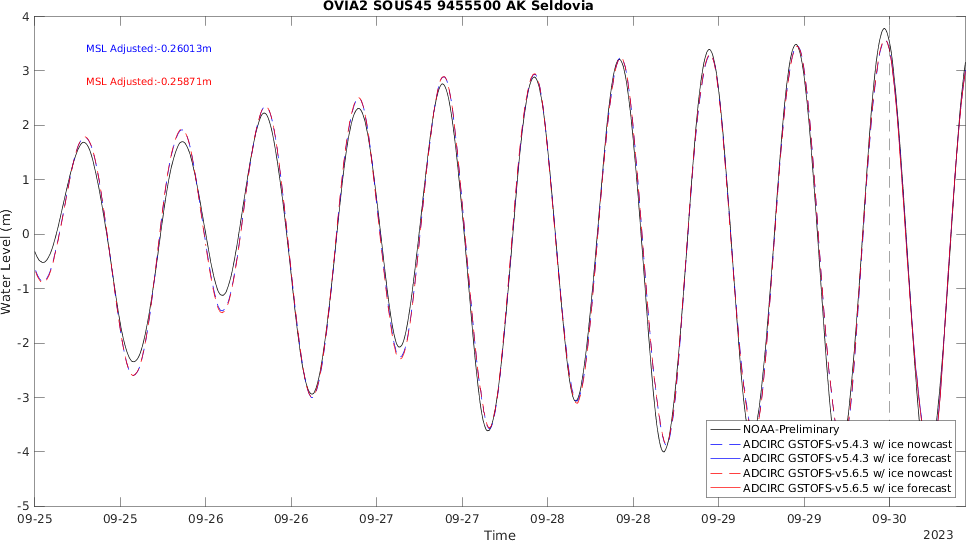 OVIA2 SOUS45 9455500 AK Seldovia
MSL Adjusted:-0.26013m
MSL Adjusted:-0.25871m
Water Level (m)
4
3
2
1
0
-1
-2
-3
-4
-5
NOAA-Preliminary
ADCIRC GSTOFS-v5.4.3 w/ ice nowcast
ADCIRC GSTOFS-v5.4.3 w/ ice forecast
ADCIRC GSTOFS-v5.6.5 w/ ice nowcast
ADCIRC GSTOFS-v5.6.5 w/ ice forecast
09-25 09-25 09-26 09-26 09-27 09-27 09-28 09-28 09-29 09-29 09-30
Time
2023